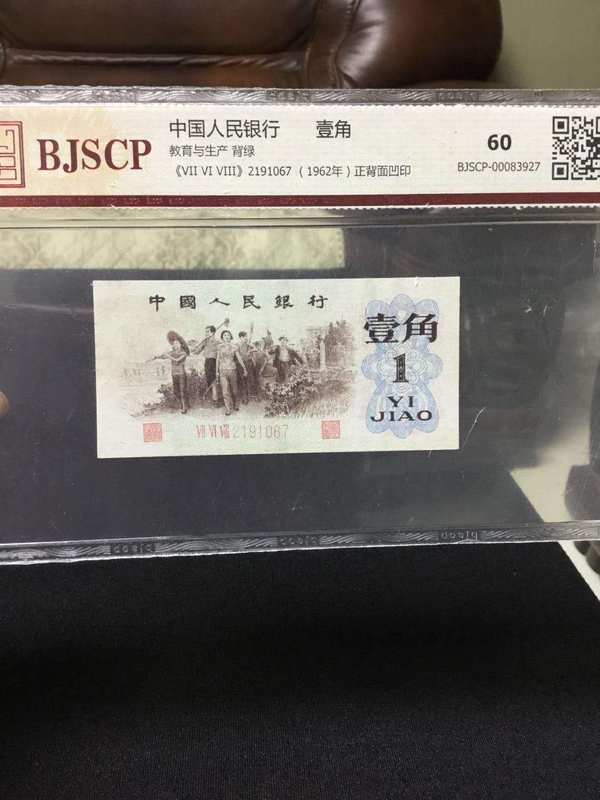 BJSCP
中国人民银行 壹角
教育与生产 背绿
《VII VI VIII》2191067 (1962年) 正背面凹印
60
BJSCP-00083927
中國人民銀行
壹角
1
YI
JIAO
VII VI VIII 2191067